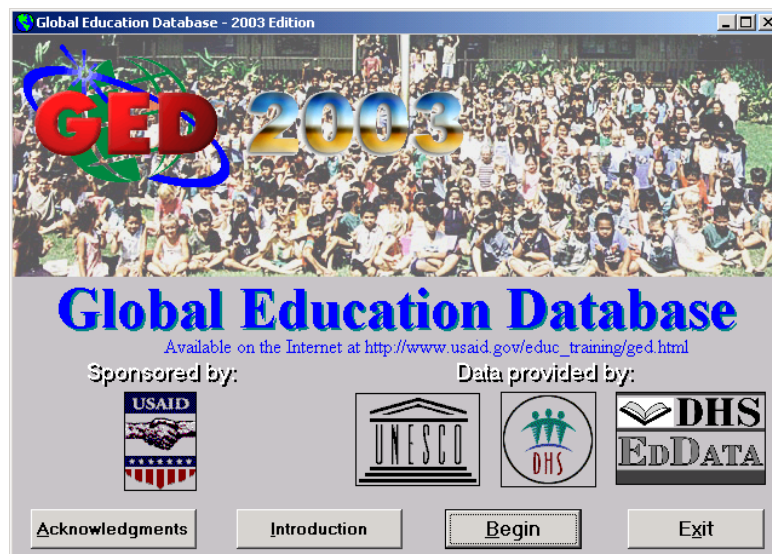 Global Education Database - 2003 Edition
GED 2003
Global Education Database
Available on the Internet at http://www.usaid.gov/educ_training/ged.html
Sponsored by:
Data provided by:
USAID
UNESCO
DHS
DHS
EDDATA
Acknowledgments
Introduction
Begin
Exit